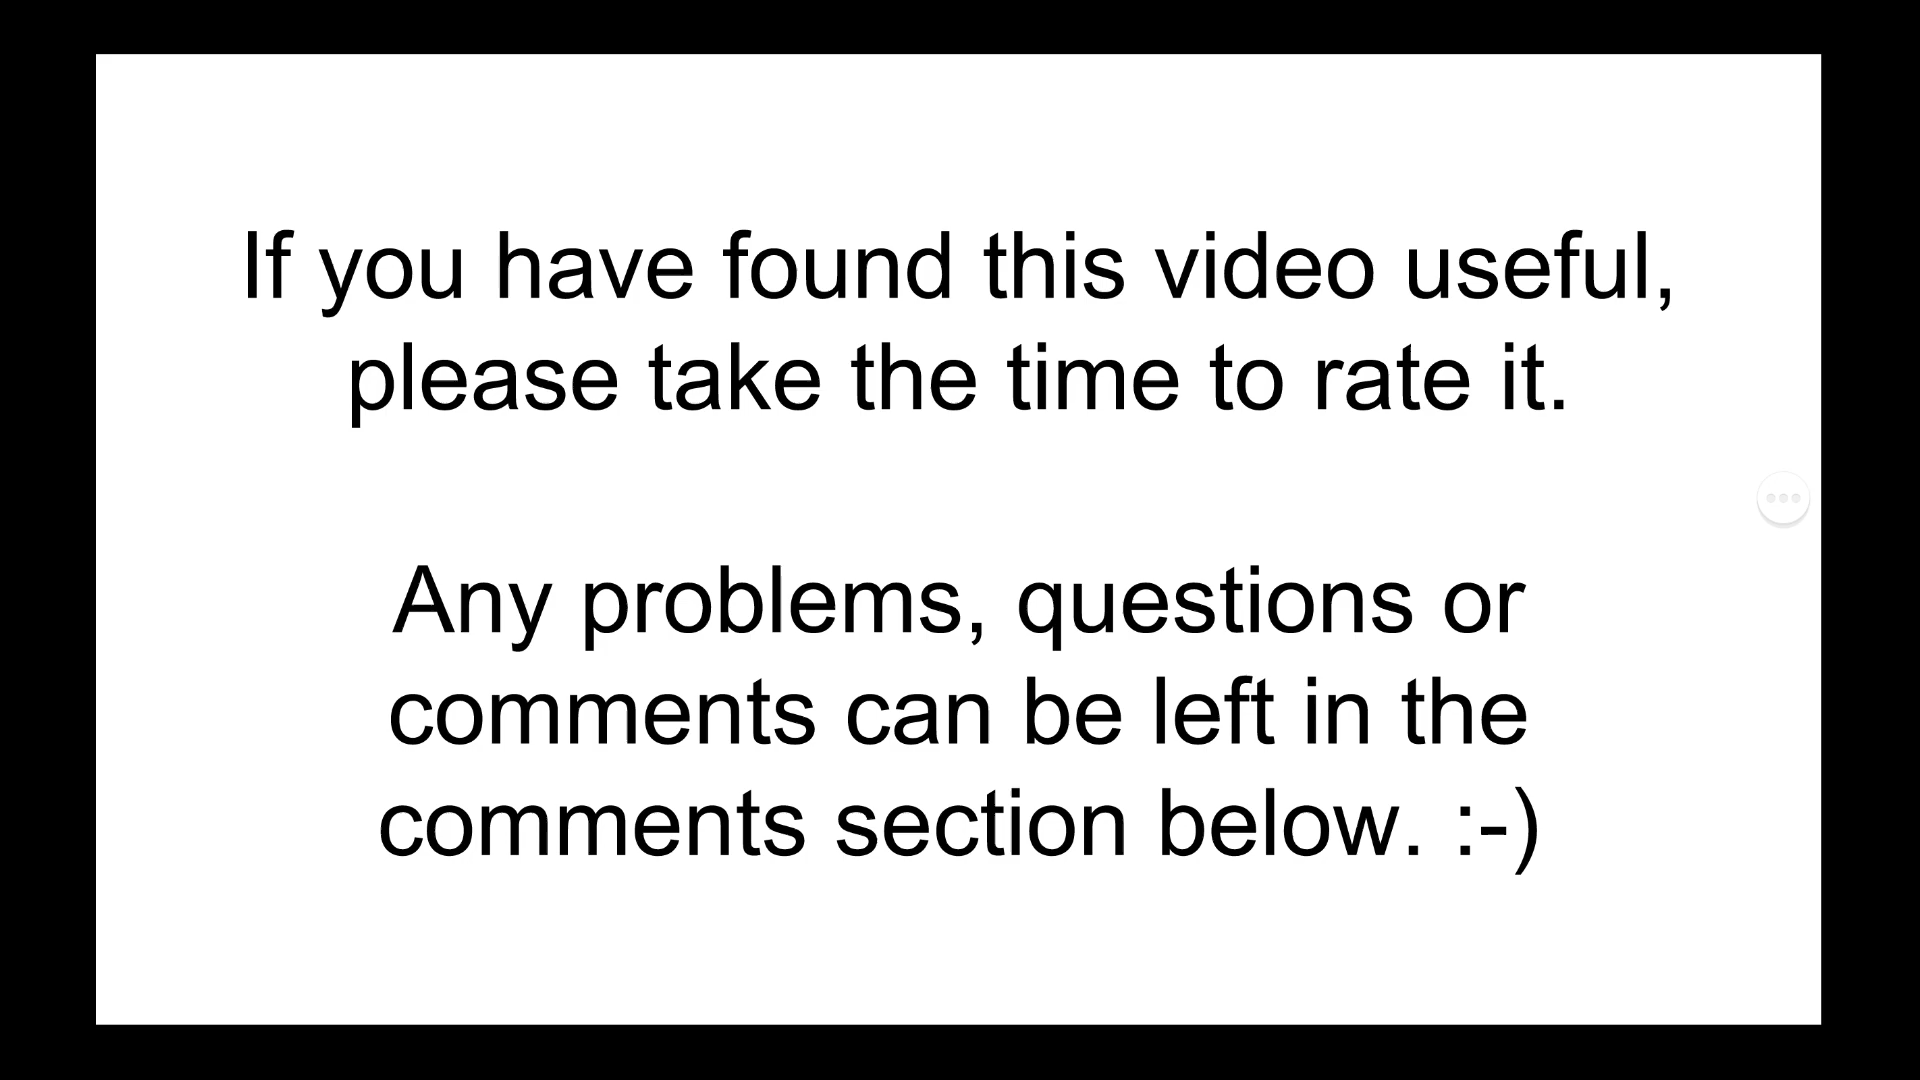 If you have found this video useful,
please take the time to rate it.
Any problems, questions or
comments can be left in the
comments section below. :-)